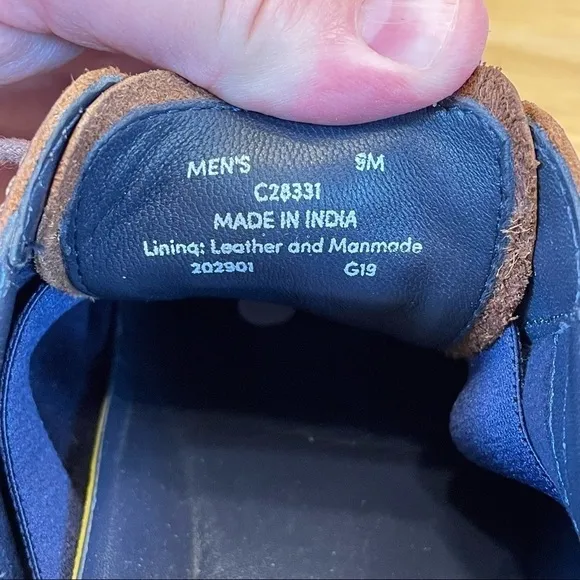 MEN'S 9M
C28331
MADE IN INDIA
Lining: Leather and Manmade
202901 G19